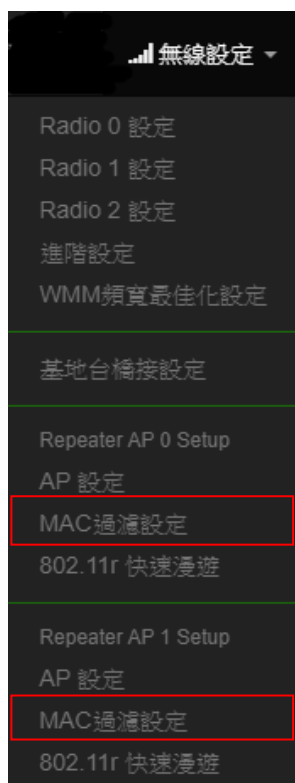 無線設定
Radio 0 設定
Radio 1 設定
Radio 2 設定
進階設定
WMM頻寬最佳化設定
基地台橋接設定
Repeater AP 0 Setup
AP 設定
MAC過濾設定
802.11r 快速漫遊
Repeater AP 1 Setup
AP 設定
MAC過濾設定
802.11r 快速漫遊